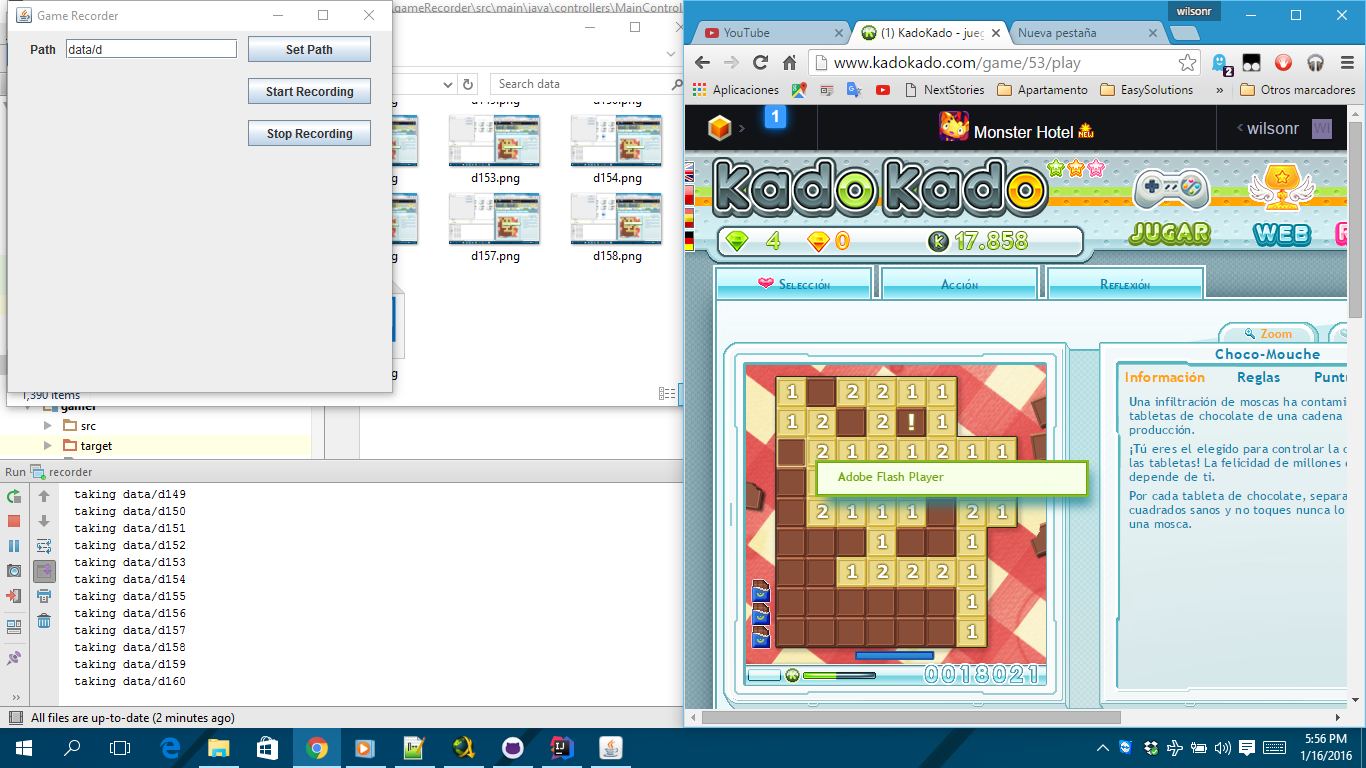 Game Recorder
Path data/d Set Path
Start Recording
Stop Recording
.gameRecorder\src\main\java\controllers\MainControl
Search data
d153.png d154.png
d157.png d158.png
1,390 items
gamer
src
target
Run recorder
taking data/d149
taking data/d150
taking data/d151
taking data/d152
taking data/d153
taking data/d154
taking data/d155
taking data/d156
taking data/d157
taking data/d158
taking data/d159
taking data/d160
All files are up-to-date (2 minutes ago)
wilsonr
YouTube
(1) KadoKado - jueg
Nueva pestaña
www.kadokado.com/game/53/play
2
Aplicaciones NextStories Apartamento EasySolutions » Otros marcadores
1 Monster Hotel NEW wilsonr WI
kadokado
4 0 K 17.858
JUGAR WEB
Selección Acción Reflexión
Zoom
Choco-Mouche
Información Reglas Puntu
Una infiltración de moscas ha contami
tabletas de chocolate de una cadena
producción.
¡Tú eres el elegido para controlar la c
las tabletas! La felicidad de millones
depende de ti.
Por cada tableta de chocolate, separa
cuadrados sanos y no toques nunca lo
una mosca.
1 2 2 1 1
1 2 2 ! 1
2 1 2 1 2 1 1
Adobe Flash Player
2 1 1 1 2 1
1 1
1 2 2 2 1
1
1
0018021
5:56 PM
1/16/2016